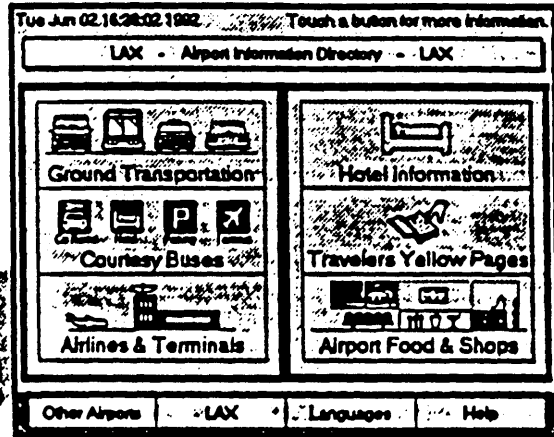 Tue Jun 02 16:28:02 1992 Touch a button for more information.
LAX - Airport Information Directory - LAX
Ground Transportation
Hotel Information
P
Courtesy Buses
Travelers Yellow Pages
Airlines & Terminals
Airport Food & Shops
Other Airports LAX Languages Help